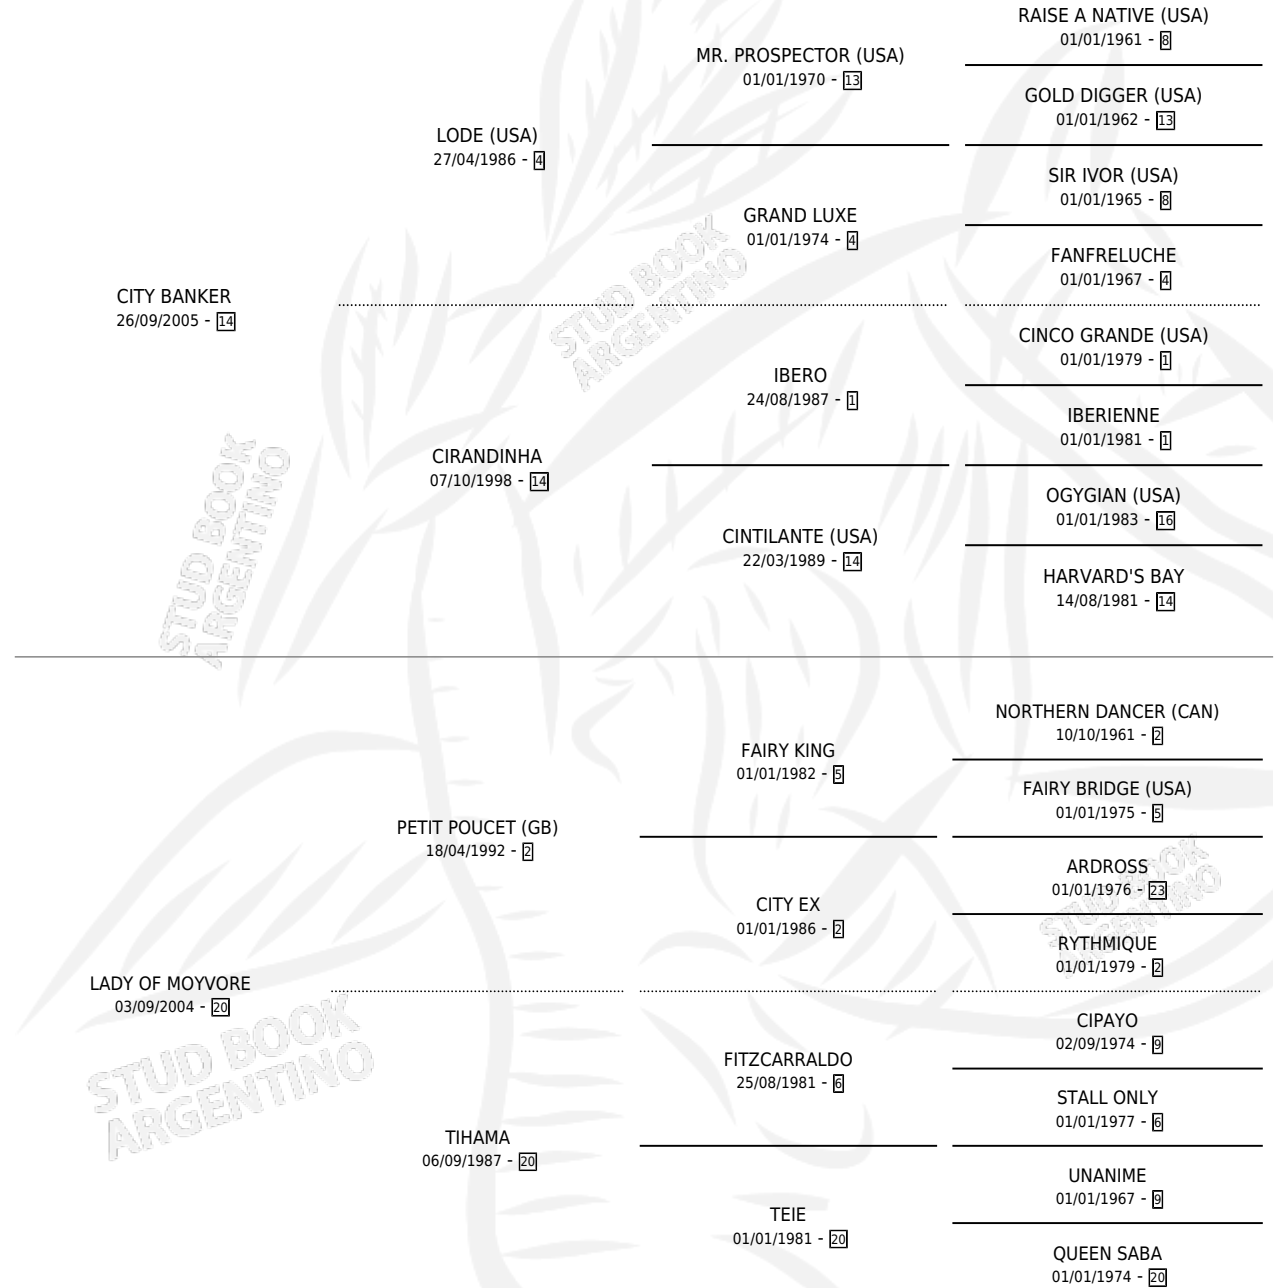 RAISE A NATIVE (USA)
01/01/1961 - 8
MR. PROSPECTOR (USA)
01/01/1970 - 13
GOLD DIGGER (USA)
01/01/1962 - 13
LODE (USA)
27/04/1986 - 4
SIR IVOR (USA)
01/01/1965 - 8
GRAND LUXE
01/01/1974 - 4
FANFRELUCHE
01/01/1967 - 4
CITY BANKER
26/09/2005 - 14
CINCO GRANDE (USA)
01/01/1979 - 1
IBERO
24/08/1987 - 1
IBERIENNE
01/01/1981 - 1
CIRANDINHA
07/10/1998 - 14
OGYGIAN (USA)
01/01/1983 - 16
CINTILANTE (USA)
22/03/1989 - 14
HARVARD'S BAY
14/08/1981 - 14
NORTHERN DANCER (CAN)
10/10/1961 - 2
FAIRY KING
01/01/1982 - 5
FAIRY BRIDGE (USA)
01/01/1975 - 5
PETIT POUCET (GB)
18/04/1992 - 2
ARDROSS
01/01/1976 - 23
CITY EX
01/01/1986 - 2
RYTHMIQUE
01/01/1979 - 2
LADY OF MOYVORE
03/09/2004 - 20
CIPAYO
02/09/1974 - 9
FITZCARRALDO
25/08/1981 - 6
STALL ONLY
01/01/1977 - 6
TIHAMA
06/09/1987 - 20
UNANIME
01/01/1967 - 9
TEIE
01/01/1981 - 20
QUEEN SABA
01/01/1974 - 20
STUD BOOK
ARGENTINO
STUD BOOK
ARGENTINO
STUD BOOK
ARGENTINO
STUD BOOK
ARGENTINO